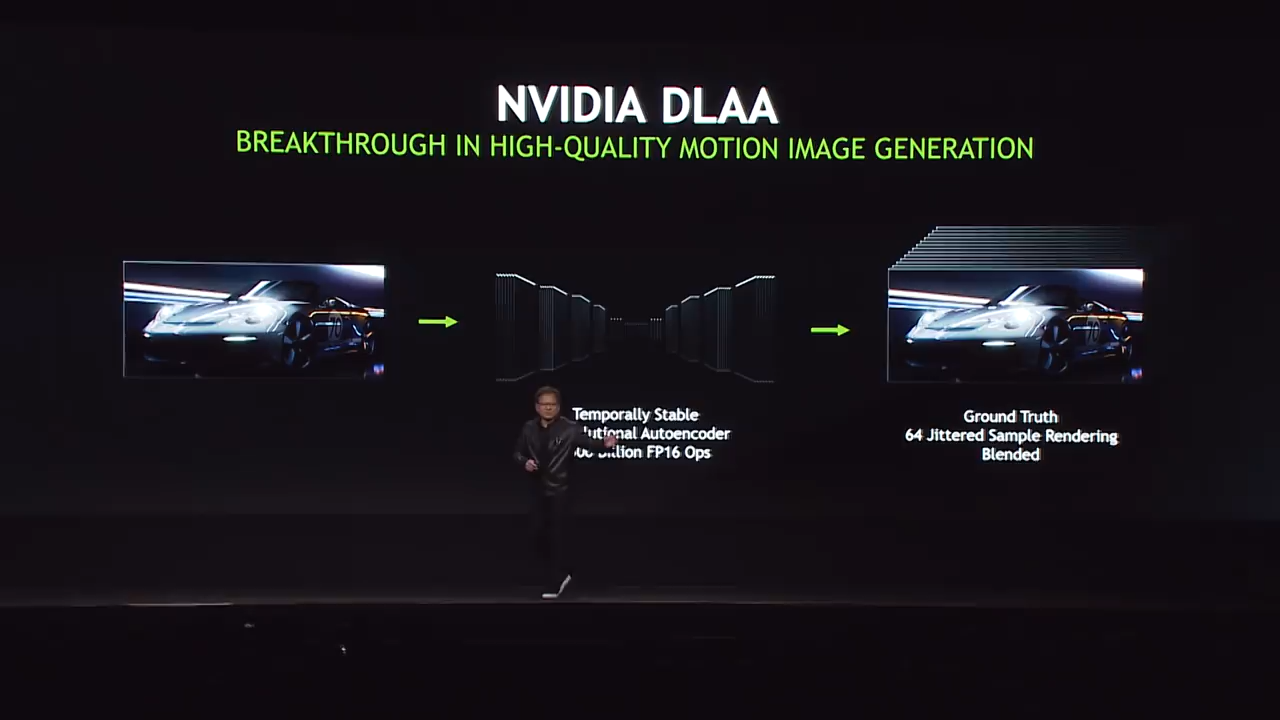 NVIDIA DLAA
BREAKTHROUGH IN HIGH-QUALITY MOTION IMAGE GENERATION
Temporally Stable
Autoencoder
FP16 Ops
Ground Truth
64 Jittered Sample Rendering
Blended